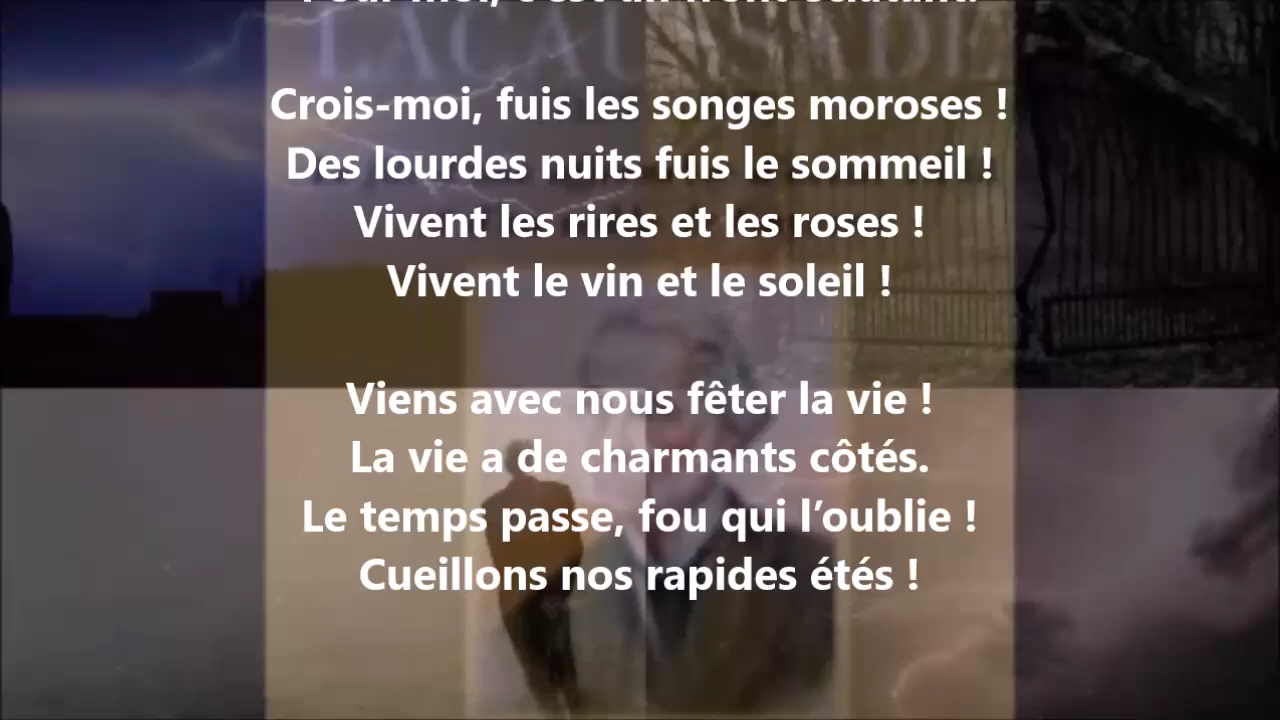 LACAUSSADE
Crois-moi, fuis les songes moroses !
Des lourdes nuits fuis le sommeil !
Vivent les rires et les roses !
Vivent le vin et le soleil !
Viens avec nous fêter la vie !
La vie a de charmants côtés.
Le temps passe, fou qui l’oublie !
Cueillons nos rapides étés !